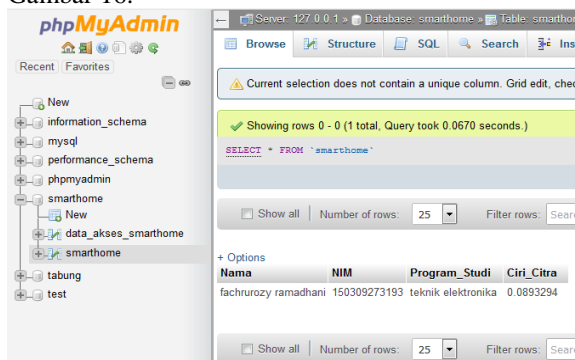 Gambar 16.
phpMyAdmin
Recent Favorites
New
information_schema
mysql
performance_schema
phpmyadmin
smarthome
New
data_akses_smarthome
smarthome
tabung
test
Server: 127.0.0.1 » Database: smarthome » Table: smarthom
Browse Structure SQL Search Ins
Current selection does not contain a unique column. Grid edit, chec
Showing rows 0 - 0 (1 total, Query took 0.0670 seconds.)
SELECT * FROM `smarthome`
Show all Number of rows: 25 Filter rows: Sear
+ Options
Nama NIM Program_Studi Ciri_Citra
fachrurozy ramadhani 150309273193 teknik elektronika 0.0893294
Show all Number of rows: 25 Filter rows: Sear